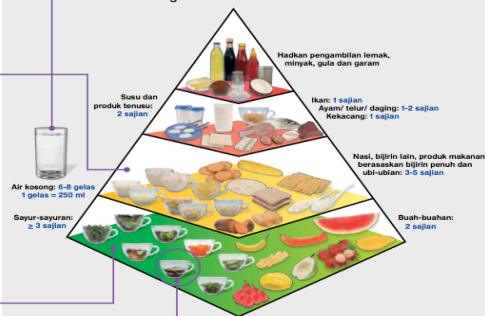 Hadkan pengambilan lemak,
minyak, gula dan garam
Susu dan
produk tenusu:
2 sajian
Ikan: 1 sajian
Ayam/ telur/ daging: 1-2 sajian
Kekacang: 1 sajian
Nasi, bijirin lain, produk makanan
berasaskan bijirin penuh dan
ubi-ubian: 3-5 sajian
Air kosong: 6-8 gelas
1 gelas = 250 ml
Sayur-sayuran:
≥ 3 sajian
Buah-buahan:
2 sajian